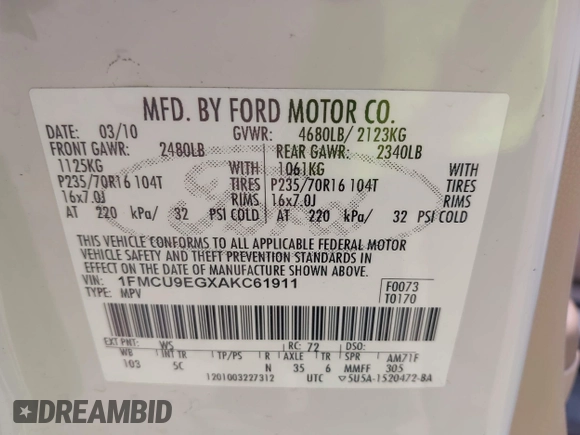 MFD. BY FORD MOTOR CO.
DATE: 03/10 GVWR: 4680LB/2123KG
FRONT GAWR: 2480LB REAR GAWR: 2340LB
1125KG WITH 1061KG WITH
P235/70R16 104T TIRES P235/70R16 104T TIRES
16x7.0J RIMS 16x7.0J RIMS
AT 220 kPa/ 32 PSI COLD AT 220 kPa/ 32 PSI COLD
Ford
THIS VEHICLE CONFORMS TO ALL APPLICABLE FEDERAL MOTOR
VEHICLE SAFETY AND THEFT PREVENTION STANDARDS IN
EFFECT ON THE DATE OF MANUFACTURE SHOWN ABOVE.
VIN: 1FMCU9EGXAKC61911 F0073
TYPE: MPV T0170
EXT PNT: WS RC: 72 DSO:
WB INT TR TP/PS R AXLE TR SPR AM71F
103 5C N 35 6 MMFF 305
1201003227312 UTC 5U5A-1520472-BA
DREAMBID